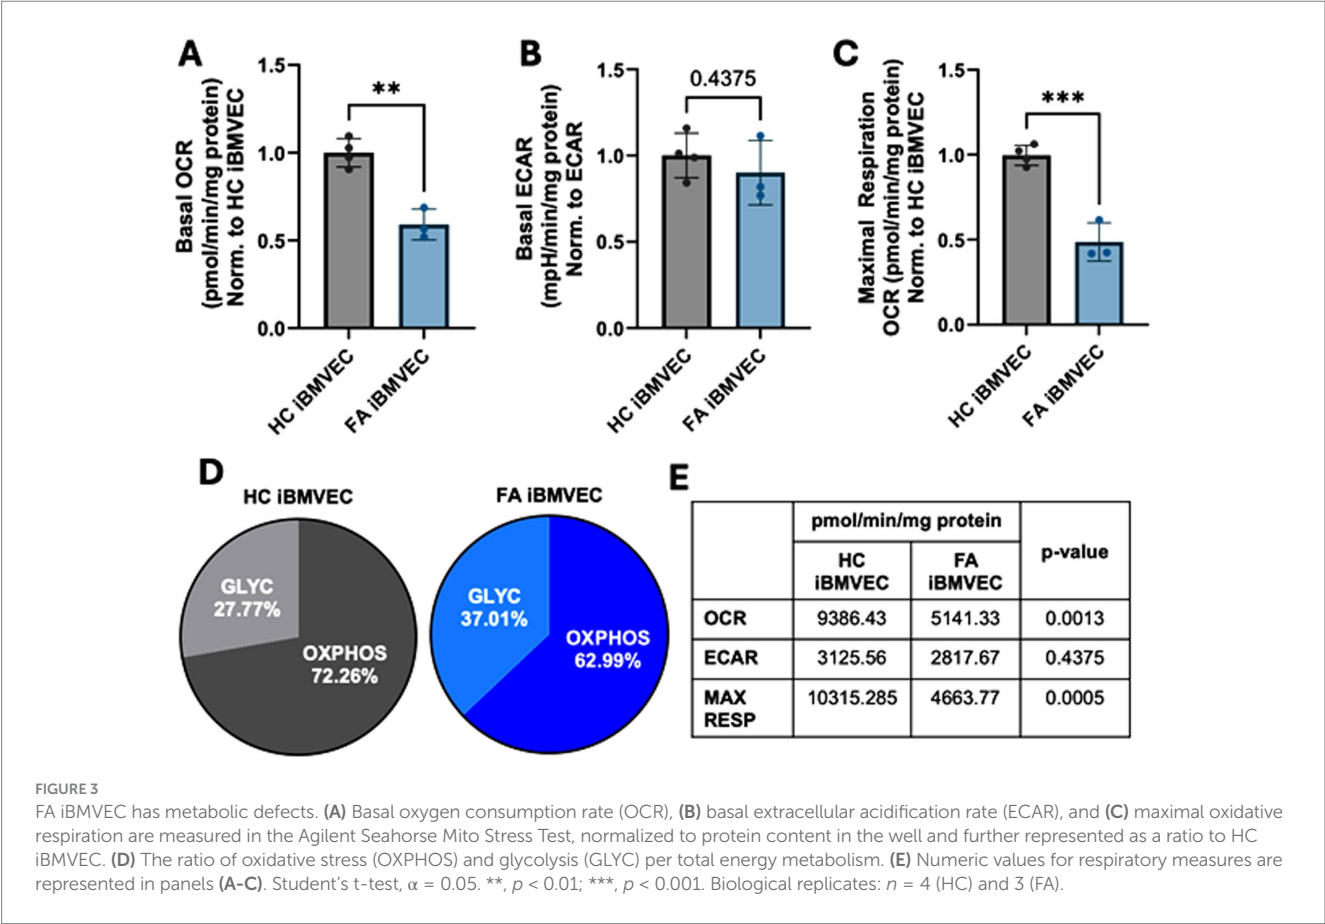 A
Basal OCR
(pmol/min/mg protein)
Norm. to HC iBMVEC
1.5
1.0
0.5
0.0
**
HC iBMVEC
FA iBMVEC
B
Basal ECAR
(mpH/min/mg protein)
Norm. to ECAR
1.5
1.0
0.5
0.0
0.4375
HC iBMVEC
FA iBMVEC
C
Maximal Respiration
OCR (pmol/min/mg protein)
Norm. to HC iBMVEC
1.5
1.0
0.5
0.0
***
HC iBMVEC
FA iBMVEC
D
HC iBMVEC
GLYC
27.77%
OXPHOS
72.26%
FA iBMVEC
GLYC
37.01%
OXPHOS
62.99%
E
pmol/min/mg protein
p-value
HC iBMVEC
FA iBMVEC
OCR 9386.43 5141.33 0.0013
ECAR 3125.56 2817.67 0.4375
MAX RESP 10315.285 4663.77 0.0005
FIGURE 3
FA iBMVEC has metabolic defects. (A) Basal oxygen consumption rate (OCR), (B) basal extracellular acidification rate (ECAR), and (C) maximal oxidative
respiration are measured in the Agilent Seahorse Mito Stress Test, normalized to protein content in the well and further represented as a ratio to HC
iBMVEC. (D) The ratio of oxidative stress (OXPHOS) and glycolysis (GLYC) per total energy metabolism. (E) Numeric values for respiratory measures are
represented in panels (A-C). Student's t-test, α = 0.05. **, p < 0.01; ***, p < 0.001. Biological replicates: n = 4 (HC) and 3 (FA).